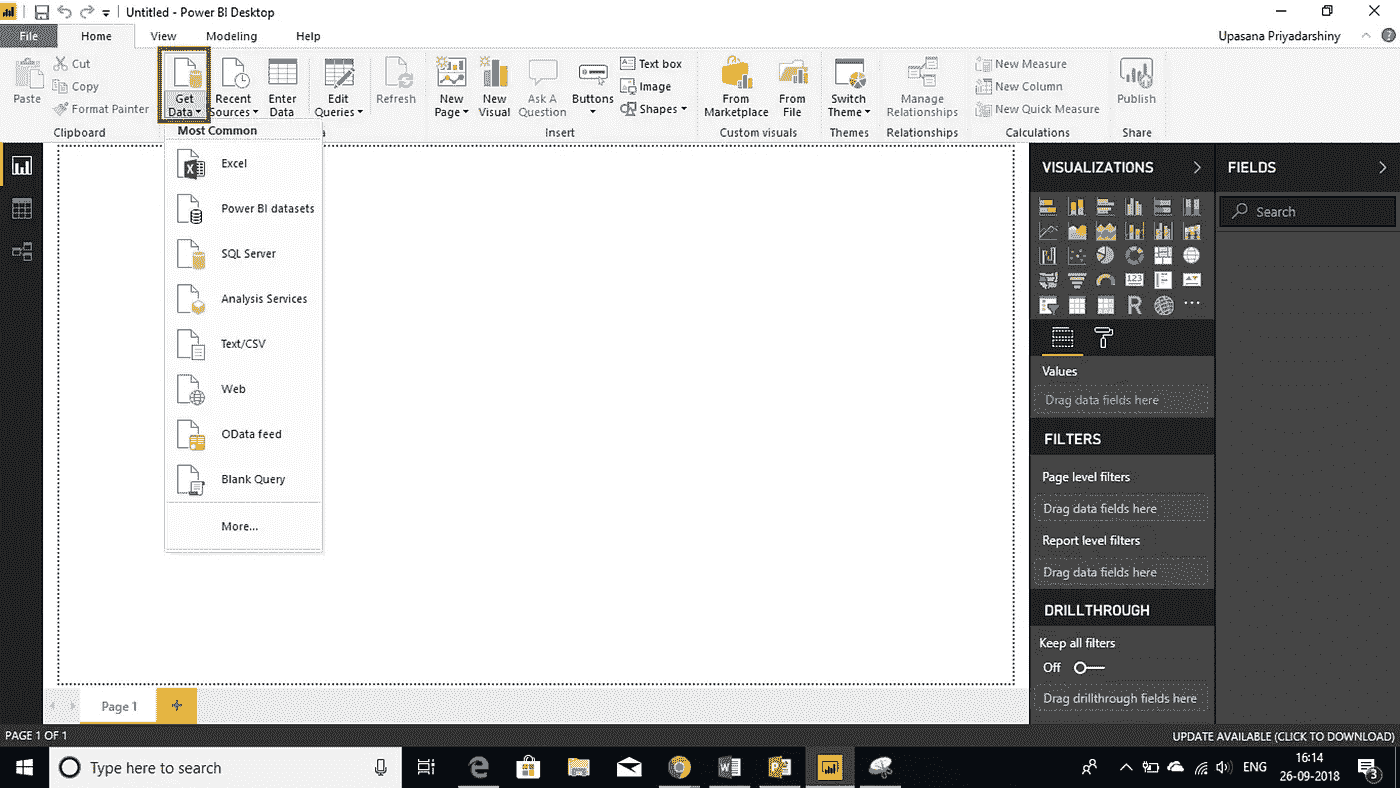 Untitled - Power BI Desktop
File Home View Modeling Help
Upasana Priyadarshiny
Paste
Cut
Copy
Format Painter
Clipboard
Get Data
Recent Sources
Enter Data
Edit Queries
Refresh
New Page
New Visual
Ask A Question
Buttons
Text box
Image
Shapes
Insert
From Marketplace
From File
Custom visuals
Switch Theme
Themes
Manage Relationships
Relationships
New Measure
New Column
New Quick Measure
Calculations
Publish
Share
Most Common
Excel
Power BI datasets
SQL Server
Analysis Services
Text/CSV
Web
OData feed
Blank Query
More...
VISUALIZATIONS
123
R
Values
Drag data fields here
FILTERS
Page level filters
Drag data fields here
Report level filters
Drag data fields here
DRILLTHROUGH
Keep all filters
Off
Drag drillthrough fields here
FIELDS
Search
Page 1
PAGE 1 OF 1
UPDATE AVAILABLE (CLICK TO DOWNLOAD)
Type here to search
ENG
16:14
26-09-2018
3